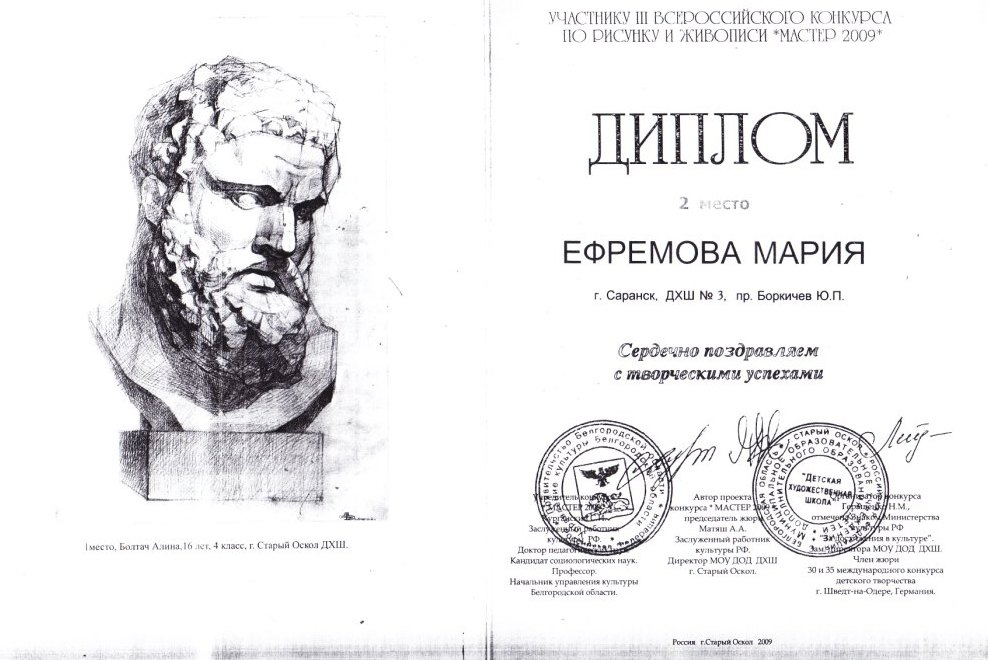 1место, Болтач Алина,16 лет, 4 класс, г. Старый Оскол ДХШ.
УЧАСТНИКУ III ВСЕРОССИЙСКОГО КОНКУРСА
ПО РИСУНКУ И ЖИВОПИСИ *МАСТЕР 2009*
ДИПЛОМ
2 место
ЕФРЕМОВА МАРИЯ
г. Саранск, ДХШ № 3, пр. Боркичев Ю.П.
Сердечно поздравляем
с творческими успехами
"Детская
художественная
школа"
Учредитель конкурса
* МАСТЕР 2009
Заслуженный работник
культуры РФ.
Доктор педагогических наук
Кандидат социологических наук.
Профессор.
Начальник управления культуры
Белгородской области.
Автор проекта
конкурса * МАСТЕР 2009
председатель жюри
Матяш А.А.
Заслуженный работник
культуры РФ.
Директор МОУ ДОД ДХШ
г. Старый Оскол.
Организатор конкурса
Н.М.,
отмечена знаком Министерства
культуры РФ
"За достижения в культуре".
Зам. директора МОУ ДОД ДХШ.
Член жюри
30 и 35 международного конкурса
детского творчества
г. Шведт-на-Одере, Германия.
Россия г.Старый Оскол 2009